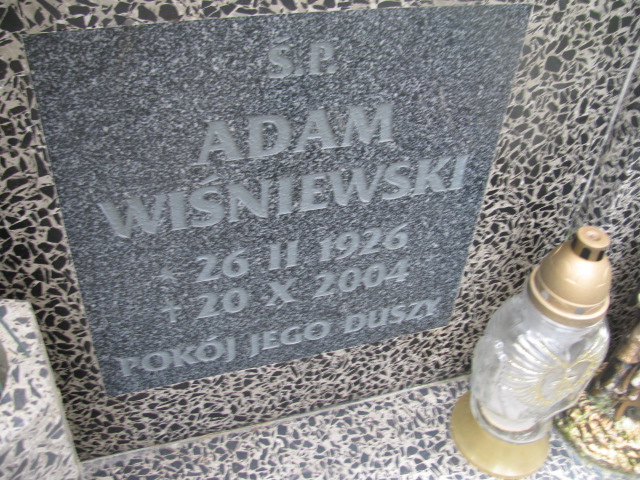 Ś.P.
ADAM
WIŚNIEWSKI
* 26 II 1926
† 20 X 2004
POKÓJ JEGO DUSZY